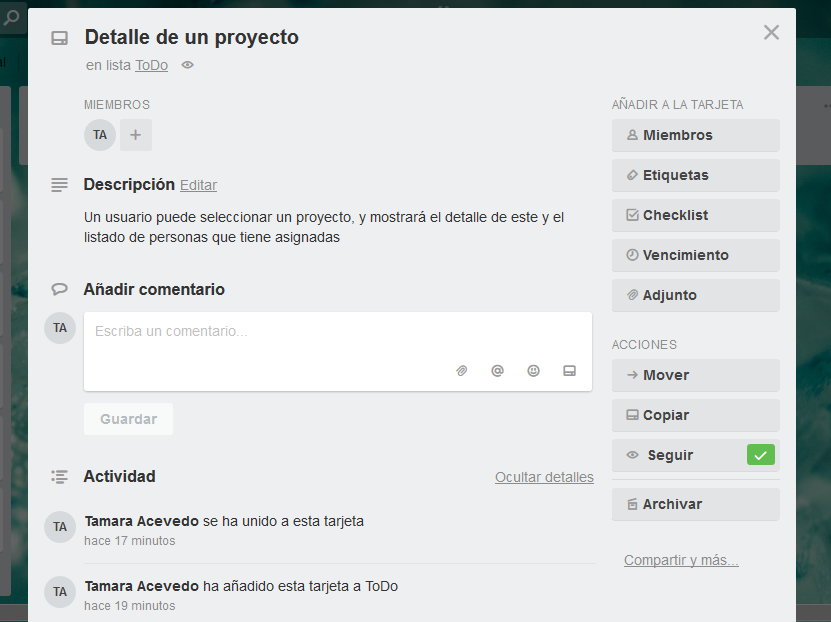 Detalle de un proyecto
en lista ToDo
MIEMBROS
TA
+
Descripción Editar
Un usuario puede seleccionar un proyecto, y mostrará el detalle de este y el
listado de personas que tiene asignadas
Añadir comentario
TA
Escriba un comentario...
Guardar
Actividad
Ocultar detalles
TA
Tamara Acevedo se ha unido a esta tarjeta
hace 17 minutos
TA
Tamara Acevedo ha añadido esta tarjeta a ToDo
hace 19 minutos
AÑADIR A LA TARJETA
Miembros
Etiquetas
Checklist
Vencimiento
Adjunto
ACCIONES
Mover
Copiar
Seguir
Archivar
Compartir y más...